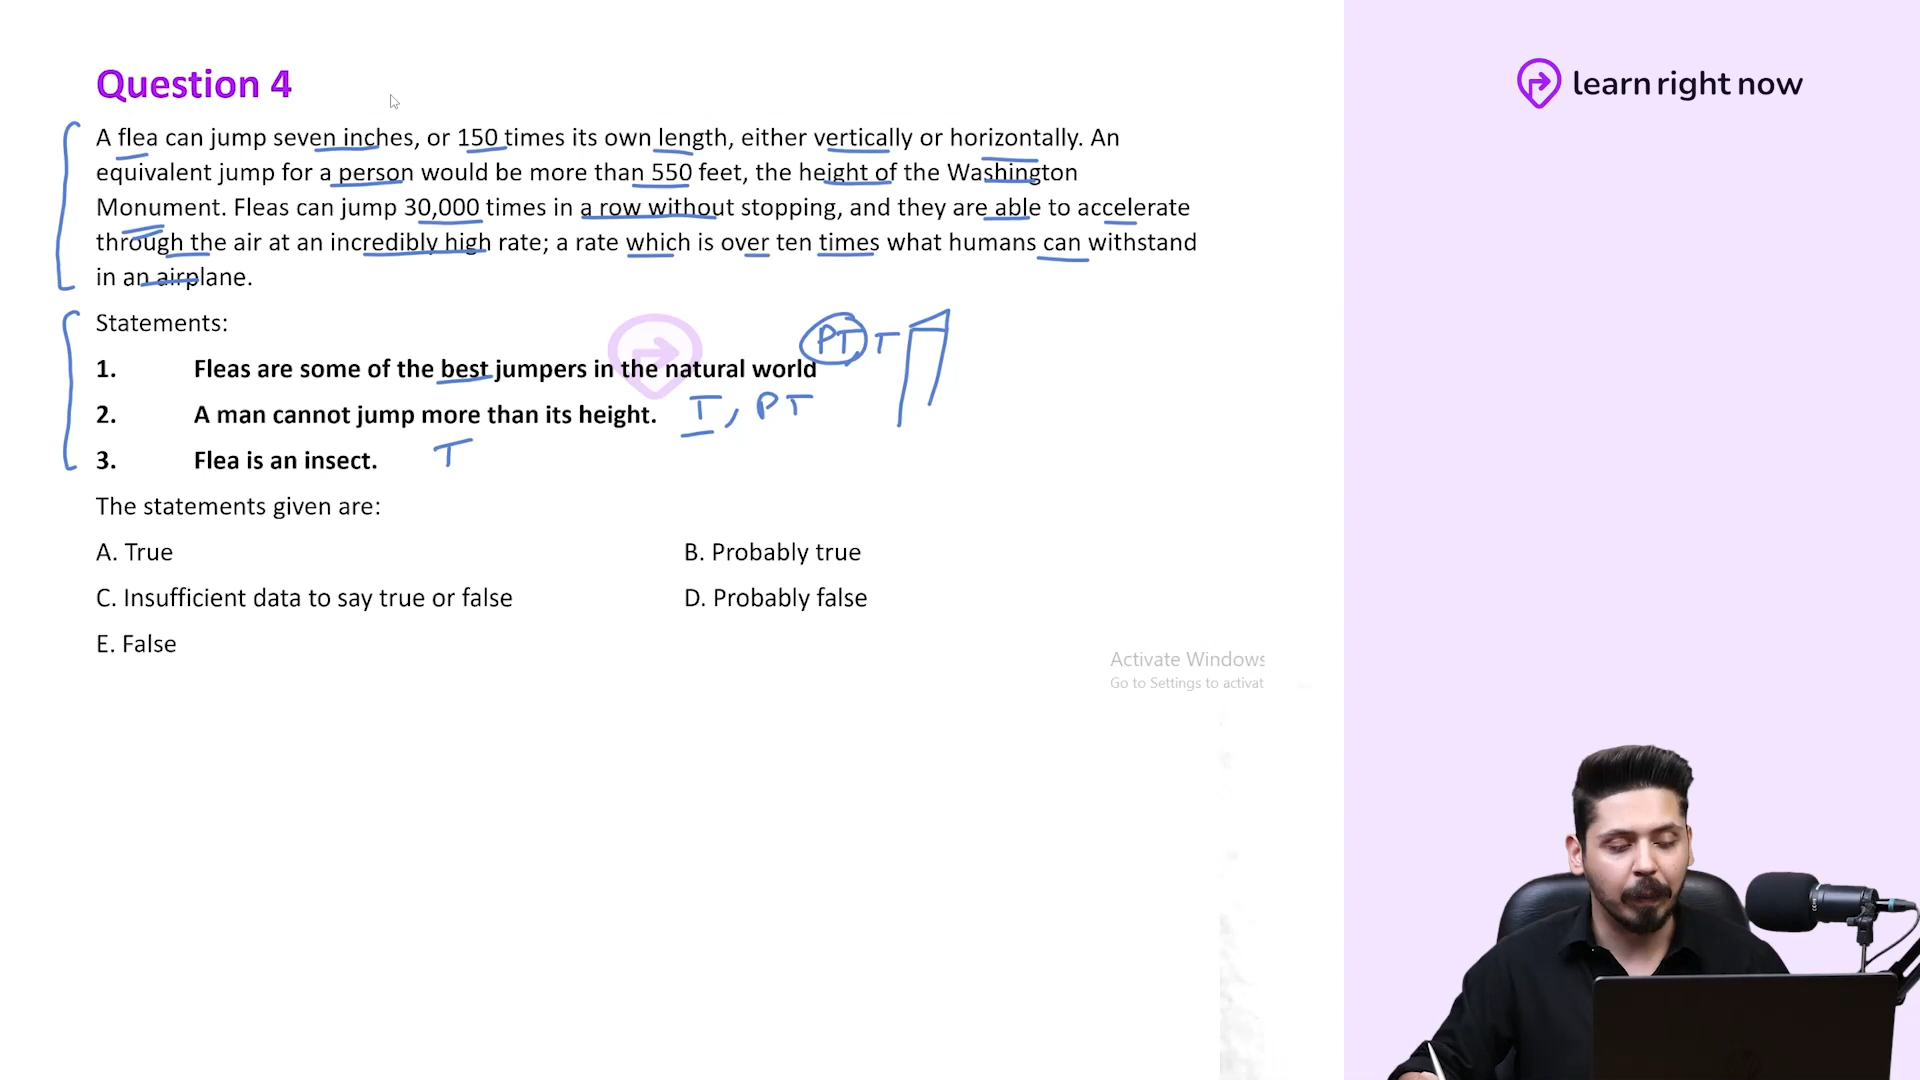 Question 4
learn right now
A flea can jump seven inches, or 150 times its own length, either vertically or horizontally. An
equivalent jump for a person would be more than 550 feet, the height of the Washington
Monument. Fleas can jump 30,000 times in a row without stopping, and they are able to accelerate
through the air at an incredibly high rate; a rate which is over ten times what humans can withstand
in an airplane.
Statements:
PT T
1. Fleas are some of the best jumpers in the natural world
2. A man cannot jump more than its height. I, PT
3. Flea is an insect. T
The statements given are:
A. True B. Probably true
C. Insufficient data to say true or false D. Probably false
E. False
Activate Windows
Go to Settings to activat